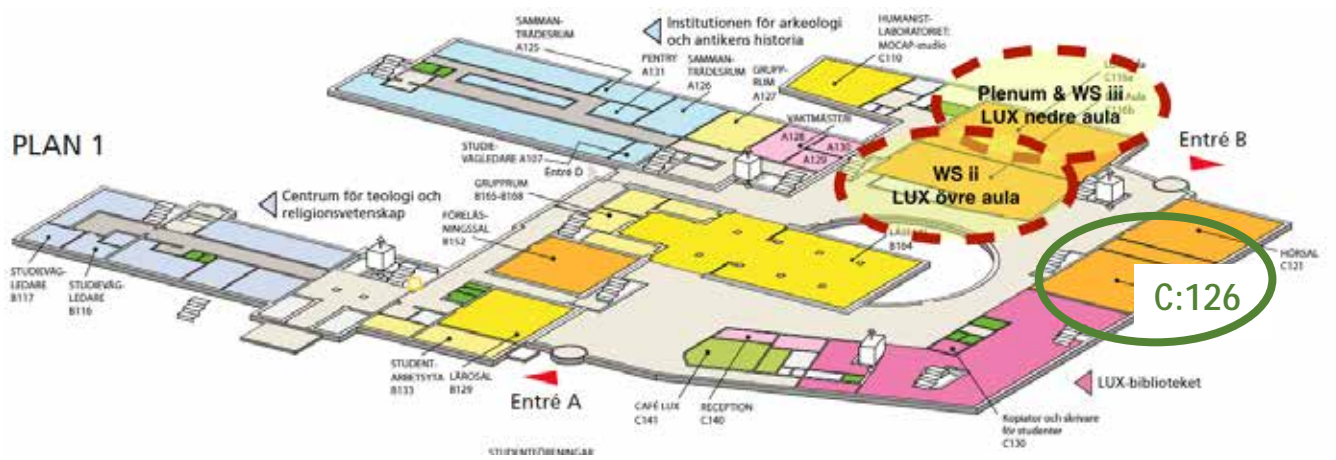 SAMMAN-
TRÄDESRUM
A125
Institutionen för arkeologi
och antikens historia
PENTRY
A131
SAMMAN-
TRÄDESRUM
A126
GRUPP-
RUM
A127
HUMANIST-
LABORATORIET:
MOCAP-studio
C110
VAKTMÄSTERI
A128
A130
A129
Plenum & WS iii
LUX nedre aula
C116b
Entré B
PLAN 1
STUDIE-
VÄGLEDARE A107
Entré D
WS ii
LUX övre aula
GRUPPRUM
B165-B168
Centrum för teologi och
religionsvetenskap
FÖRELÄS-
NINGSSAL
B152
B164
HÖRSAL
C121
C:126
STUDIEVÄG-
LEDARE
B117
STUDIEVÄG-
LEDARE
B116
STUDENT-
ARBETSYTA
B133
LÄROSAL
B129
Entré A
CAFÉ LUX
C141
RECEPTION
C140
LUX-biblioteket
Kopiator och skrivare
för studenter
C130
STUDENTFÖRENINGAR